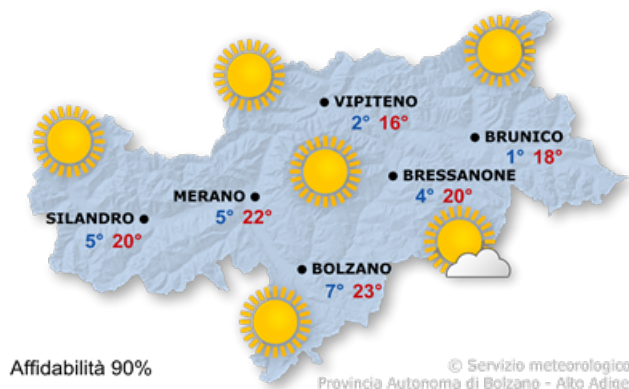 VIPITENO
2° 16°
BRUNICO
1° 18°
BRESSANONE
4° 20°
MERANO
5° 22°
SILANDRO
5° 20°
BOLZANO
7° 23°
Affidabilità 90%
© Servizio meteorologico
Provincia Autonoma di Bolzano - Alto Adige